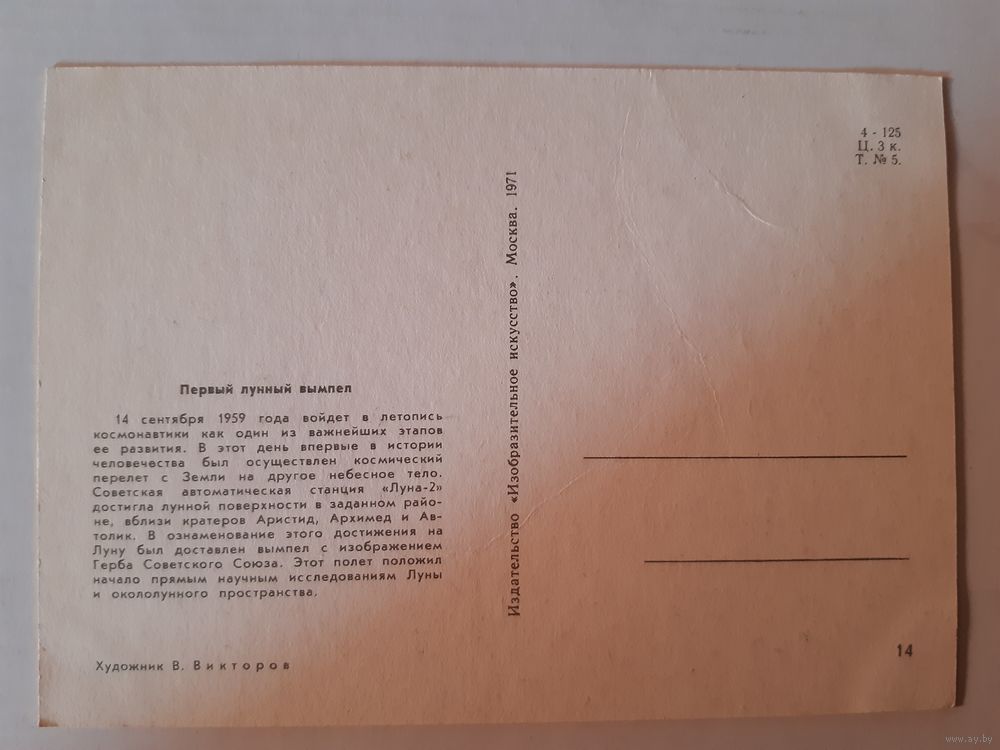 Первый лунный вымпел
14 сентября 1959 года войдет в летопись
космонавтики как один из важнейших этапов
ее развития. В этот день впервые в истории
человечества был осуществлен космический
перелет с Земли на другое небесное тело.
Советская автоматическая станция «Луна-2»
достигла лунной поверхности в заданном райо-
не, вблизи кратеров Аристид, Архимед и Ав-
толик. В ознаменование этого достижения на
Луну был доставлен вымпел с изображением
Герба Советского Союза. Этот полет положил
начало прямым научным исследованиям Луны
и окололунного пространства.
Художник В. Викторов
Издательство «Изобразительное искусство». Москва. 1971
4 - 125
Ц. 3 к.
Т. № 5.
14
www.ay.by